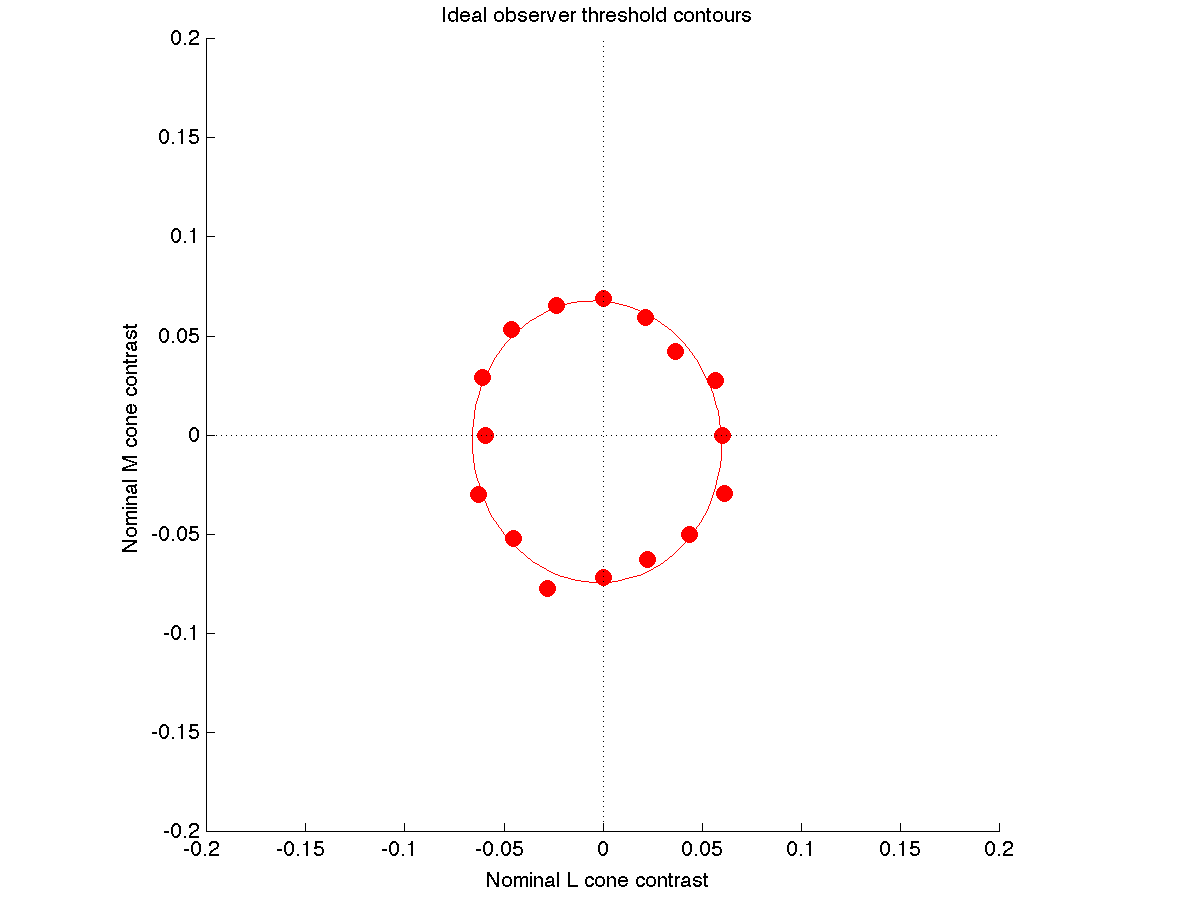 Ideal observer threshold contours
0.2
0.15
0.1
0.05
0
-0.05
-0.1
-0.15
-0.2
Nominal M cone contrast
-0.2 -0.15 -0.1 -0.05 0 0.05 0.1 0.15 0.2
Nominal L cone contrast